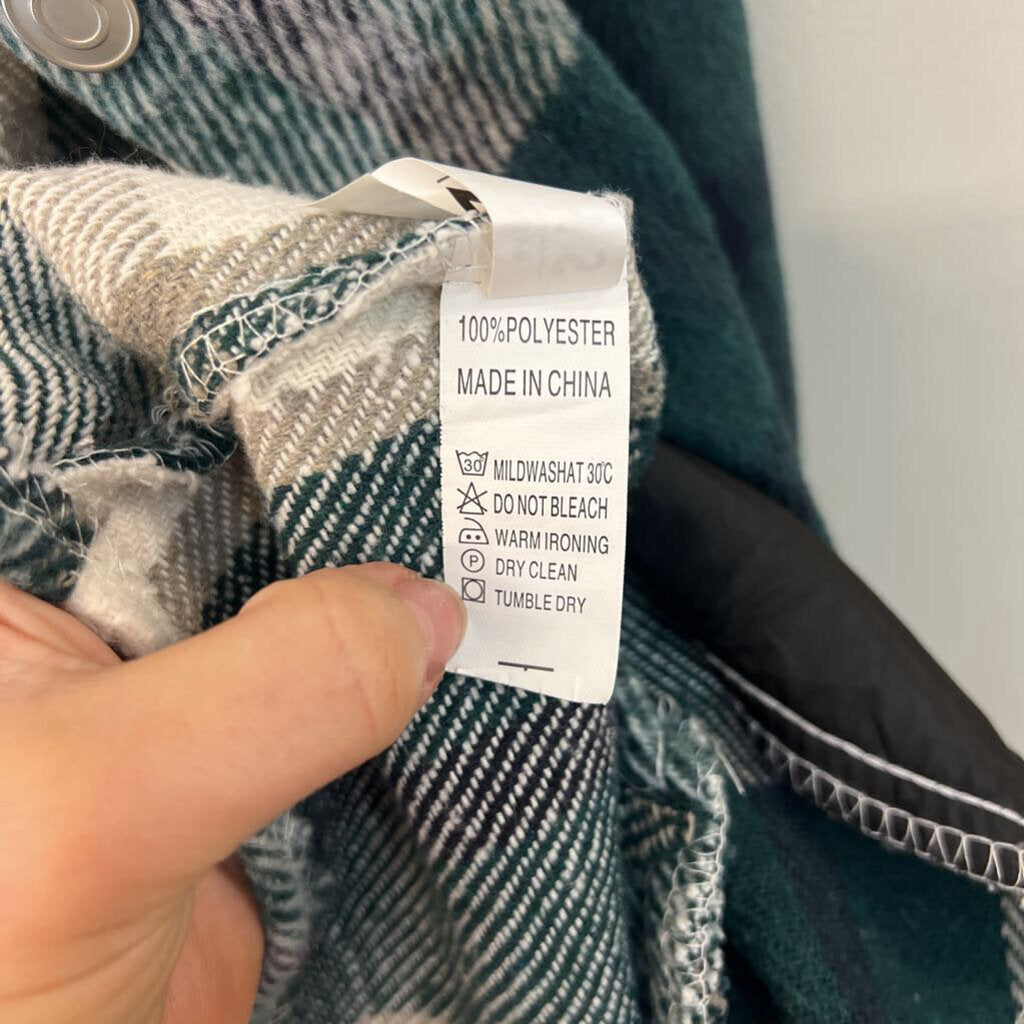 100%POLYESTER
MADE IN CHINA
30 MILDWASHAT 30℃
DO NOT BLEACH
WARM IRONING
P DRY CLEAN
TUMBLE DRY